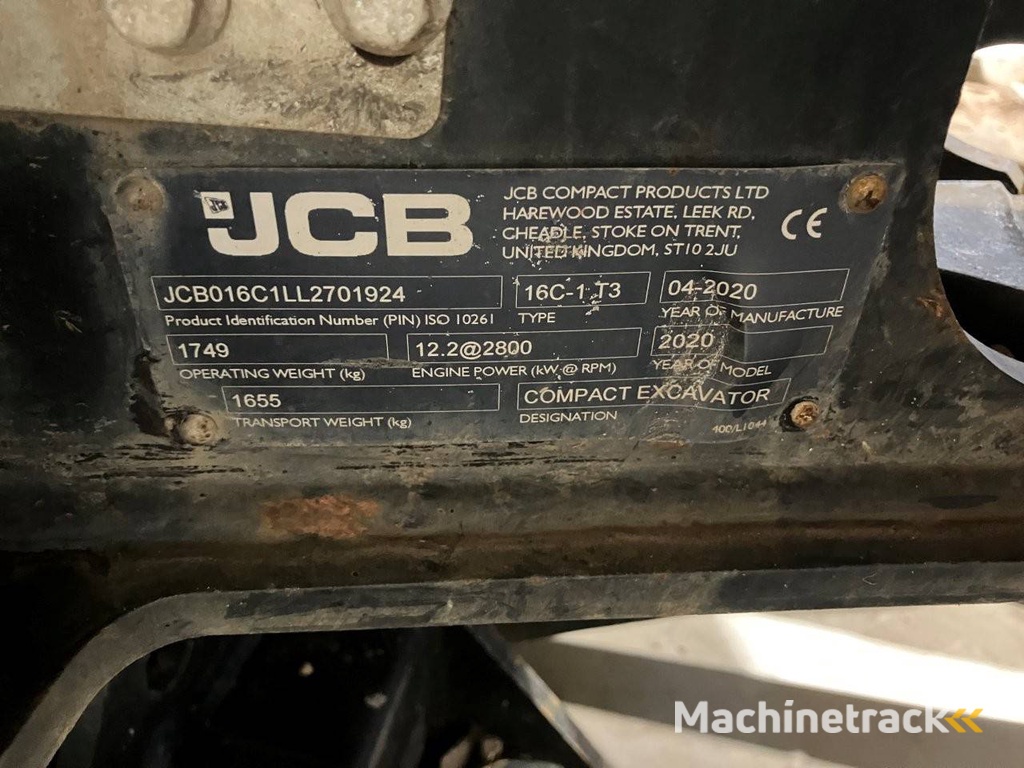 JCB
JCB COMPACT PRODUCTS LTD
HAREWOOD ESTATE, LEEK RD,
CHEADLE, STOKE ON TRENT,
UNITED KINGDOM, ST10 2JU
CE
JCB016C1LL2701924
Product Identification Number (PIN) ISO 10261
16C-1 T3
TYPE
04-2020
YEAR OF MANUFACTURE
1749
OPERATING WEIGHT (kg)
12.2@2800
ENGINE POWER (kW @ RPM)
2020
YEAR OF MODEL
1655
TRANSPORT WEIGHT (kg)
COMPACT EXCAVATOR
DESIGNATION
Machinetrack